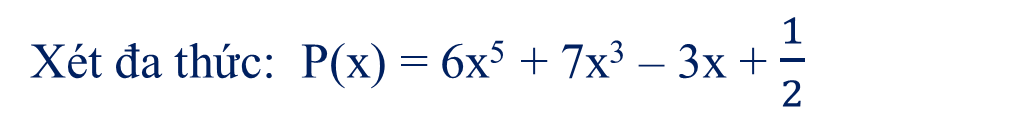 Xét đa thức: P(x) = 6x⁵ + 7x³ – 3x + 1/2